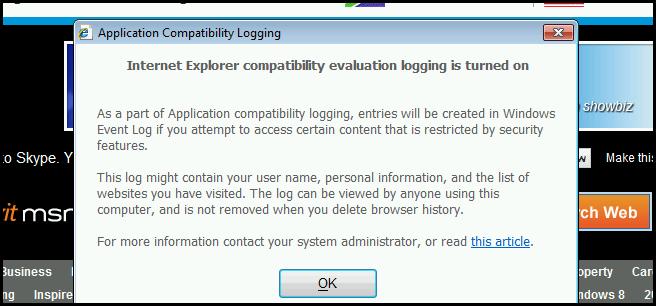 Application Compatibility Logging
Internet Explorer compatibility evaluation logging is turned on
As a part of Application compatibility logging, entries will be created in Windows
Event Log if you attempt to access certain content that is restricted by security
features.
showbiz
to Skype. Y
Make this
This log might contain your user name, personal information, and the list of
websites you have visited. The log can be viewed by anyone using this
computer, and is not removed when you delete browser history.
it msn
rch Web
For more information contact your system administrator, or read this article.
OK
Business
operty Car
ng Inspire
ndows 8 20